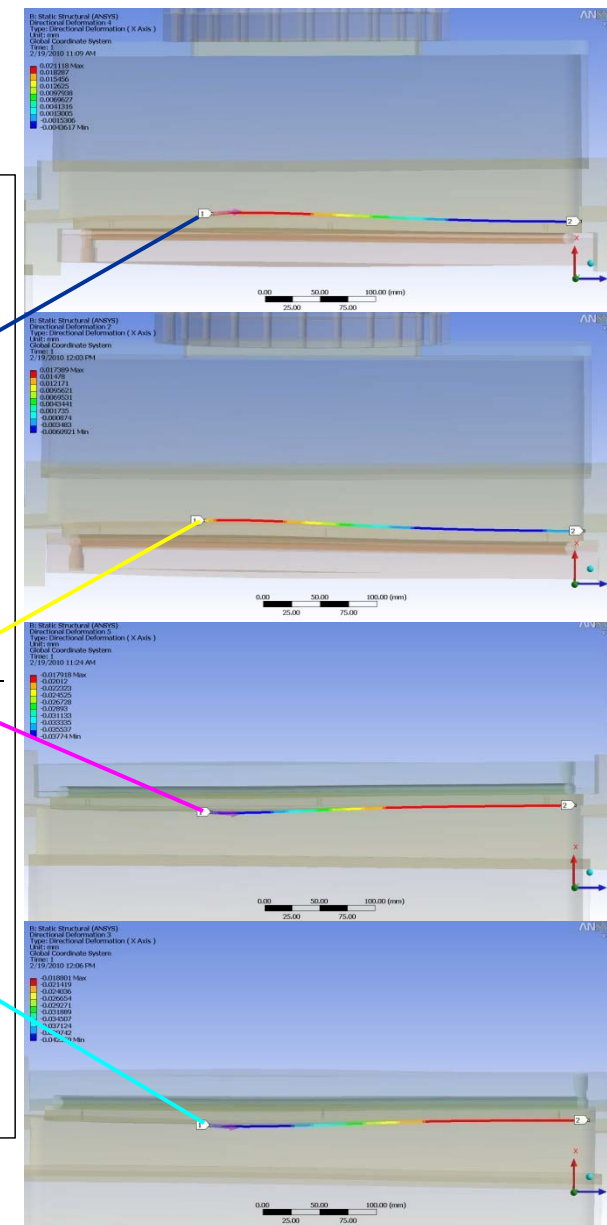 B: Static Structural (ANSYS)
Directional Deformation 4
Type: Directional Deformation ( X Axis )
Unit: mm
Global Coordinate System
Time: 1
2/19/2010 11:09 AM
0.021118 Max
0.018287
0.015456
0.012625
0.0097938
0.0069627
0.0041316
0.0013005
-0.0015306
-0.0043617 Min
AN
1
2
X
0.00 50.00 100.00 (mm)
25.00 75.00
B: Static Structural (ANSYS)
Directional Deformation 2
Type: Directional Deformation ( X Axis )
Unit: mm
Global Coordinate System
Time: 1
2/19/2010 12:03 PM
0.017389 Max
0.01478
0.012171
0.0095621
0.0069531
0.0043441
0.001735
-0.000874
-0.003483
-0.0060921 Min
AN
1
2
X
0.00 50.00 100.00 (mm)
25.00 75.00
B: Static Structural (ANSYS)
Directional Deformation 5
Type: Directional Deformation ( X Axis )
Unit: mm
Global Coordinate System
Time: 1
2/19/2010 11:24 AM
-0.017918 Max
-0.02012
-0.022323
-0.024525
-0.026728
-0.02893
-0.031133
-0.033335
-0.035537
-0.03774 Min
AN
1
2
X
0.00 50.00 100.00 (mm)
25.00 75.00
B: Static Structural (ANSYS)
Directional Deformation 3
Type: Directional Deformation ( X Axis )
Unit: mm
Global Coordinate System
Time: 1
2/19/2010 12:06 PM
-0.018801 Max
-0.021419
-0.024036
-0.026654
-0.029271
-0.031889
-0.034507
-0.037124
Min
AN
1
2
X
0.00 50.00 100.00 (mm)
25.00 75.00